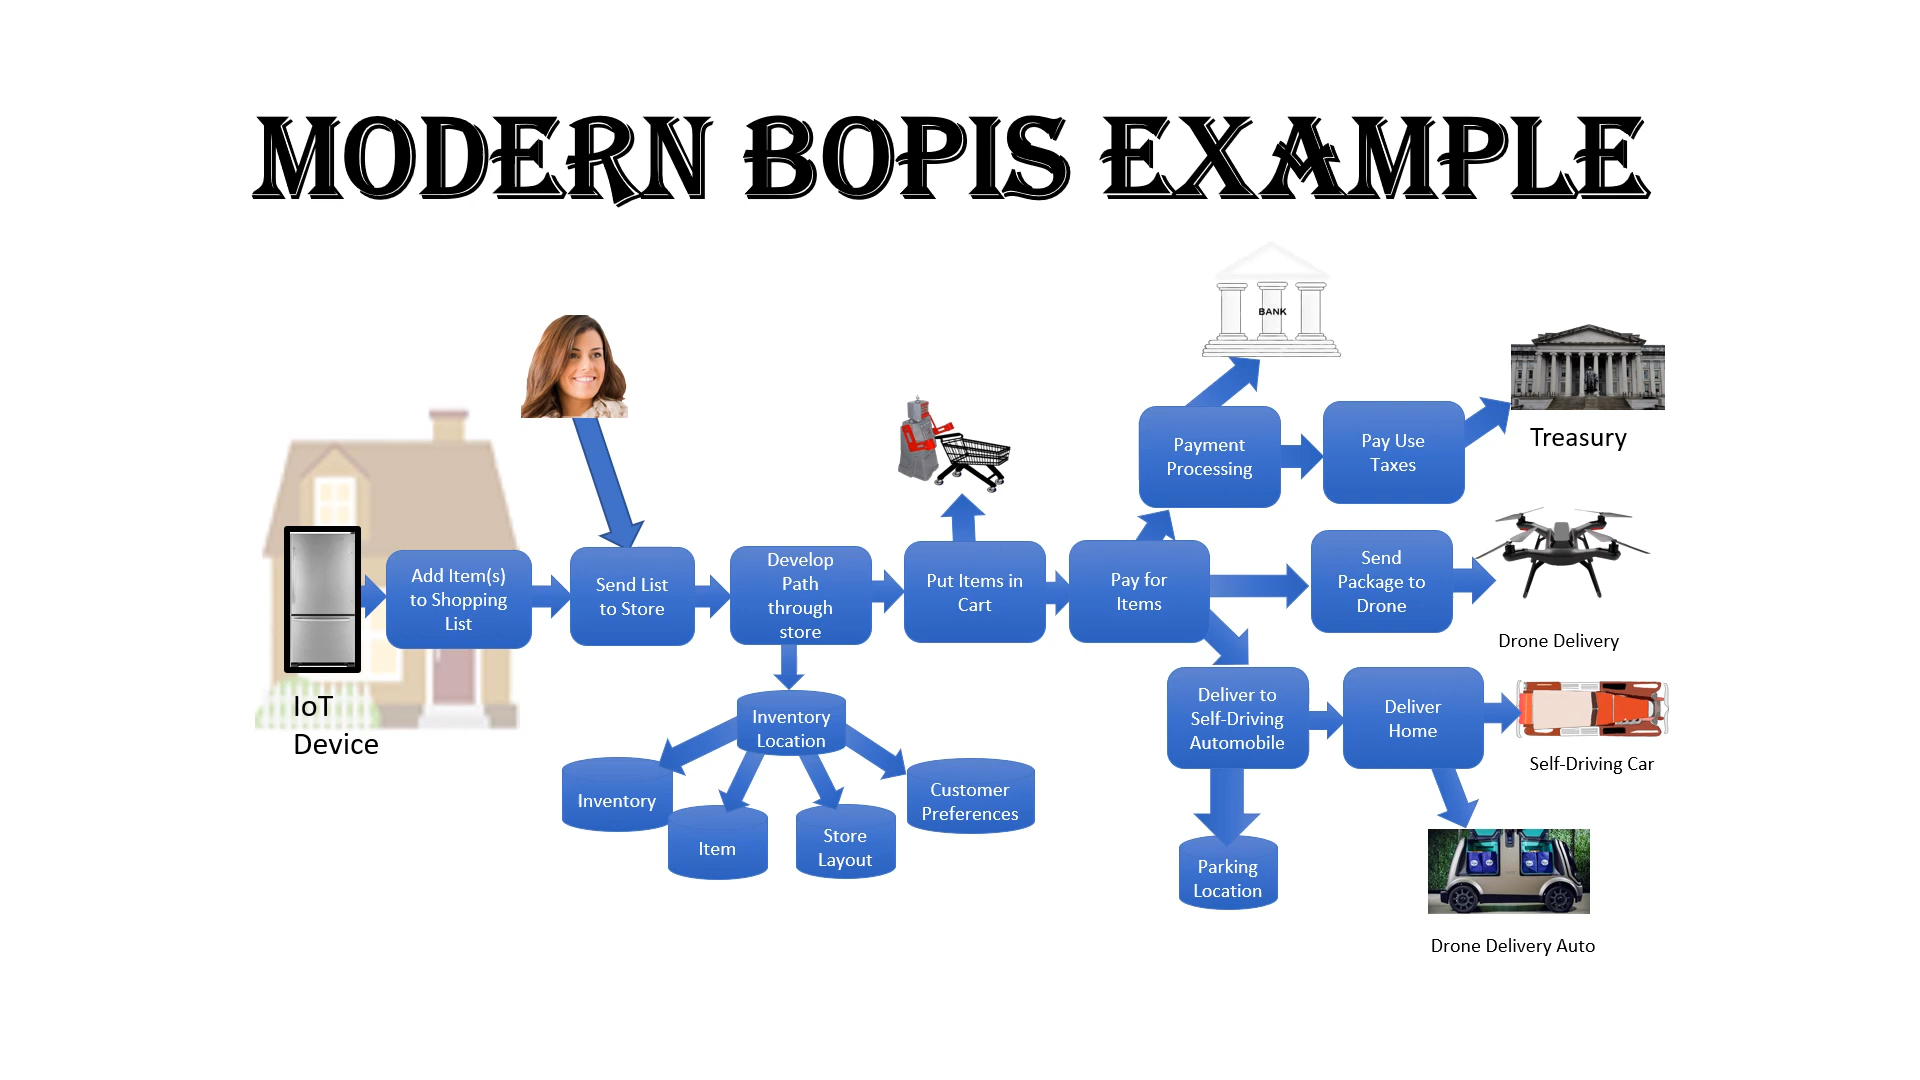 MODERN BOPIS EXAMPLE
BANK
Treasury
Payment
Processing
Pay Use
Taxes
IoT
Device
Add Item(s)
to Shopping
List
Send List
to Store
Develop
Path
through
store
Put Items in
Cart
Pay for
Items
Send
Package to
Drone
Drone Delivery
Inventory
Location
Inventory
Item
Store
Layout
Customer
Preferences
Deliver to
Self-Driving
Automobile
Deliver
Home
Self-Driving Car
Parking
Location
Drone Delivery Auto